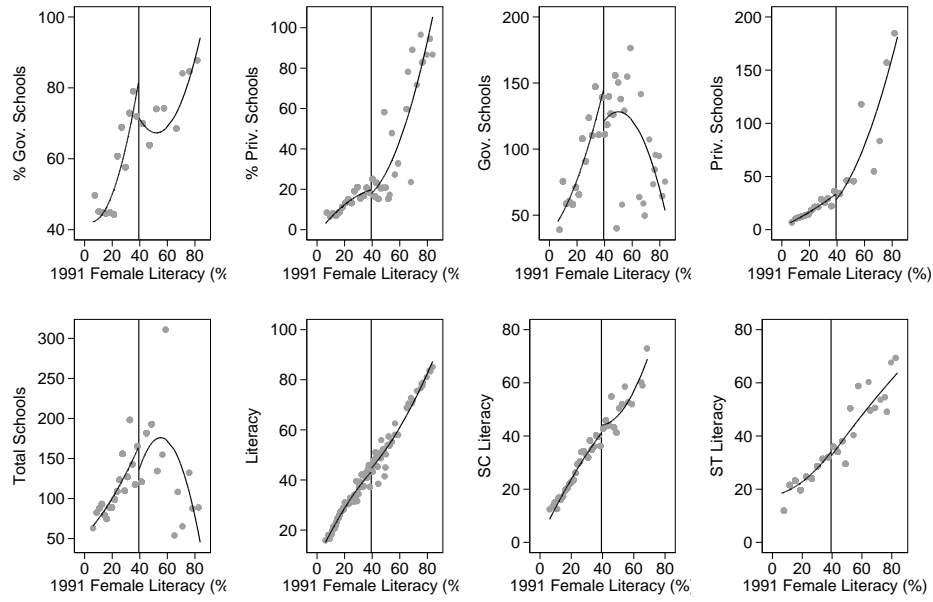 % Gov. Schools
100
80
60
40
0 20 40 60 80
1991 Female Literacy (%
% Priv. Schools
100
80
60
40
20
0
0 20 40 60 80
1991 Female Literacy (%
Gov. Schools
200
150
100
50
0 20 40 60 80
1991 Female Literacy (%
Priv. Schools
200
150
100
50
0
0 20 40 60 80
1991 Female Literacy (%)
Total Schools
300
250
200
150
100
50
0 20 40 60 80
1991 Female Literacy (%
Literacy
100
80
60
40
20
0 20 40 60 80
1991 Female Literacy (%
SC Literacy
80
60
40
20
0
0 20 40 60 80
1991 Female Literacy (%)
ST Literacy
80
60
40
20
0
0 20 40 60 80
1991 Female Literacy (%)